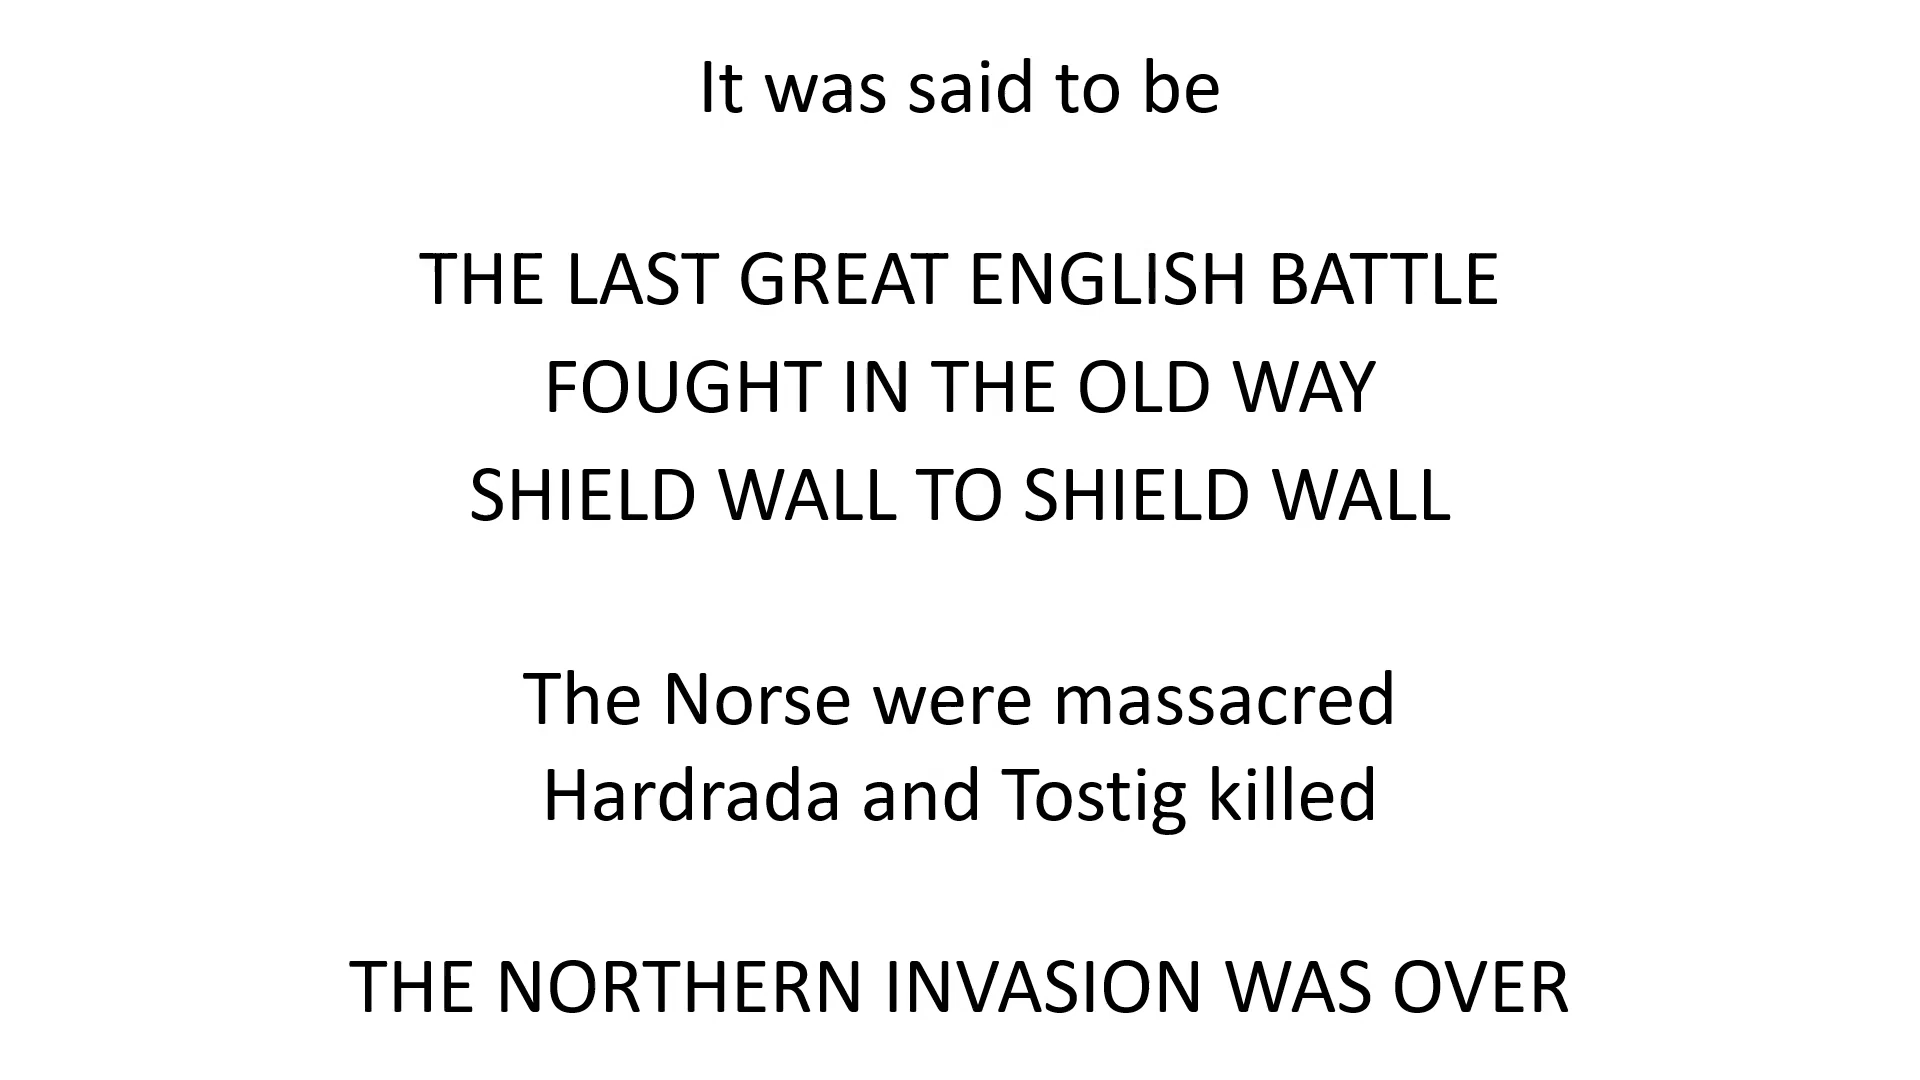 It was said to be
THE LAST GREAT ENGLISH BATTLE
FOUGHT IN THE OLD WAY
SHIELD WALL TO SHIELD WALL
The Norse were massacred
Hardrada and Tostig killed
THE NORTHERN INVASION WAS OVER